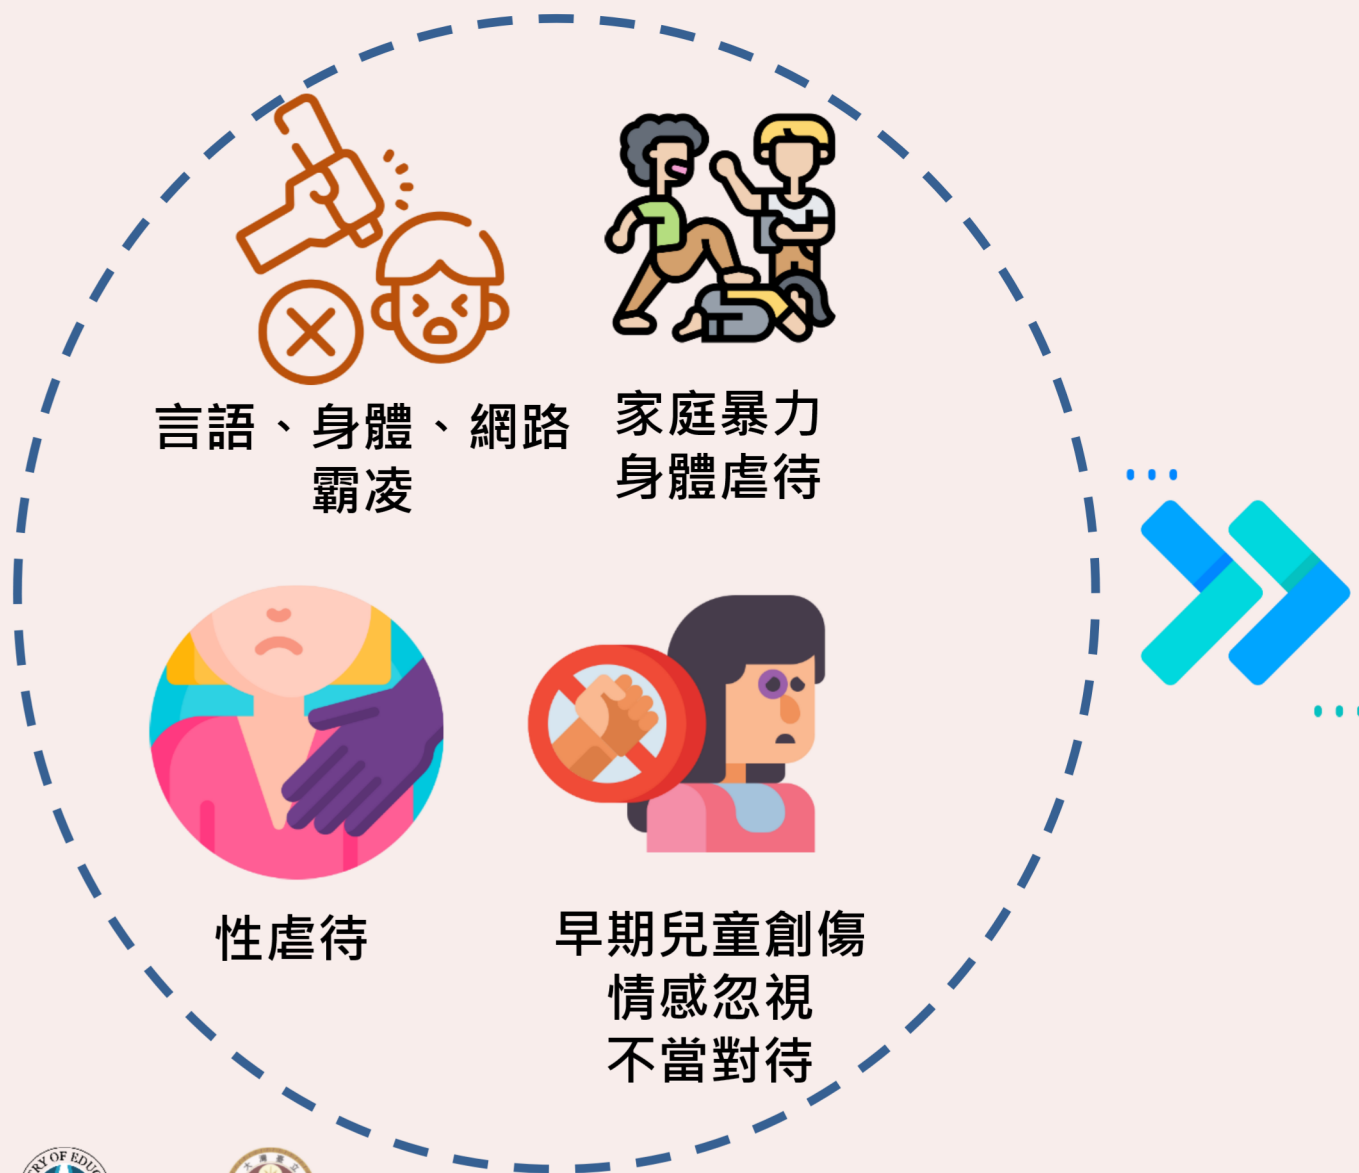 言語、身體、網路
霸凌
家庭暴力
身體虐待
性虐待
早期兒童創傷
情感忽視
不當對待